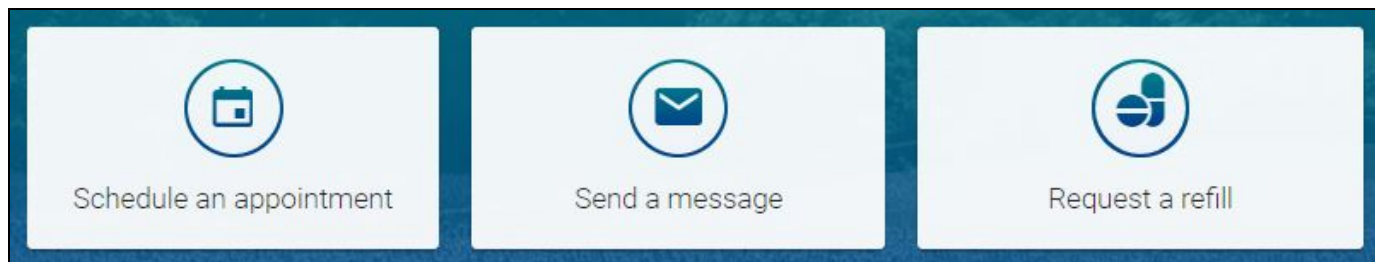 Schedule an appointment
Send a message
Request a refill